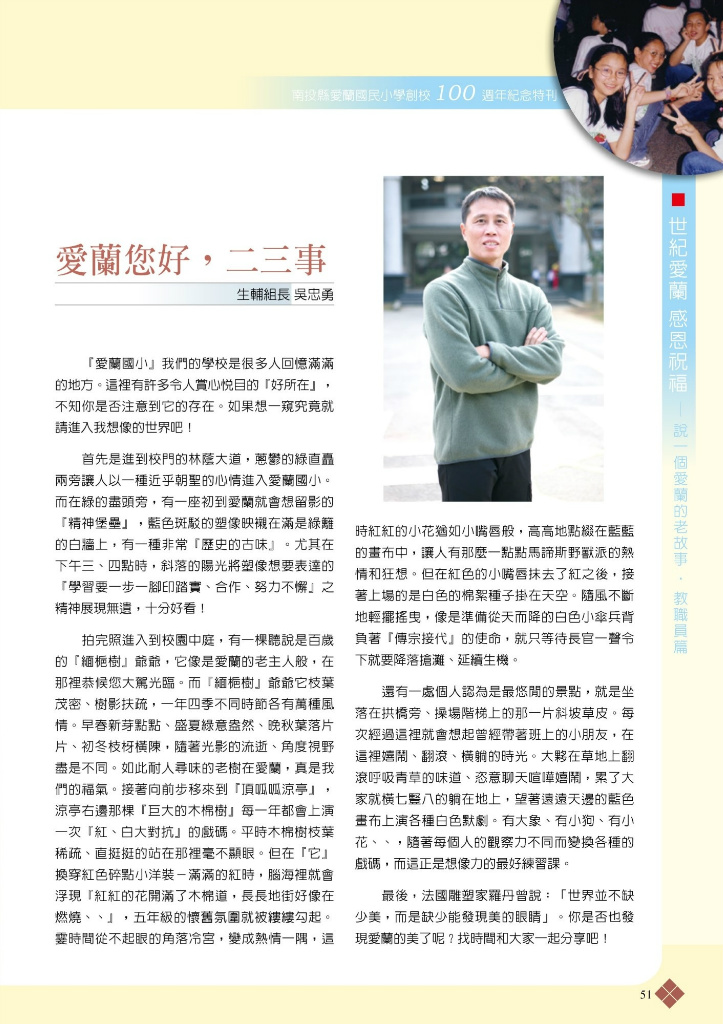 南投縣愛蘭國民小學創校 100 週年紀念特刊
愛蘭您好，二三事
生輔組長 吳忠勇
『愛蘭國小』我們的學校是很多人回憶滿滿
的地方。這裡有許多令人賞心悅目的『好所在』，
不知你是否注意到它的存在。如果想一窺究竟就
請進入我想像的世界吧！
首先是進到校門的林蔭大道，蔥鬱的綠直矗
兩旁讓人以一種近乎朝聖的心情進入愛蘭國小。
而在綠的盡頭旁，有一座初到愛蘭就會想留影的
『精神堡壘』，藍色斑駁的塑像映襯在滿是綠籬
的白牆上，有一種非常『歷史的古味』。尤其在
下午三、四點時，斜落的陽光將塑像想要表達的
『學習要一步一腳印踏實、合作、努力不懈』之
精神展現無遺，十分好看！
拍完照進入到校園中庭，有一棵聽說是百歲
的『緬梔樹』爺爺，它像是愛蘭的老主人般，在
那裡恭候您大駕光臨。而『緬梔樹』爺爺它枝葉
茂密、樹影扶疏，一年四季不同時節各有萬種風
情。早春新芽點點、盛夏綠意盎然、晚秋葉落片
片、初冬枝枒橫陳，隨著光影的流逝、角度視野
盡是不同。如此耐人尋味的老樹在愛蘭，真是我
們的福氣。接著向前步移來到『頂呱呱涼亭』，
涼亭右邊那棵『巨大的木棉樹』每一年都會上演
一次『紅、白大對抗』的戲碼。平時木棉樹枝葉
稀疏、直挺挺的站在那裡毫不顯眼。但在『它』
換穿紅色碎點小洋裝－滿滿的紅時，腦海裡就會
浮現『紅紅的花開滿了木棉道，長長地街好像在
燃燒、、』，五年級的懷舊氛圍就被縷縷勾起。
霎時間從不起眼的角落冷宮，變成熱情一隅，這
時紅紅的小花猶如小嘴唇般，高高地點綴在藍藍
的畫布中，讓人有那麼一點點馬諦斯野獸派的熱
情和狂想。但在紅色的小嘴唇抹去了紅之後，接
著上場的是白色的棉絮種子掛在天空。隨風不斷
地輕擺搖曳，像是準備從天而降的白色小傘兵背
負著『傳宗接代』的使命，就只等待長官一聲令
下就要降落搶灘、延續生機。
還有一處個人認為是最悠閒的景點，就是坐
落在拱橋旁、操場階梯上的那一片斜坡草皮。每
次經過這裡就會想起曾經帶著班上的小朋友，在
這裡嬉鬧、翻滾、橫躺的時光。大夥在草地上翻
滾呼吸青草的味道、恣意聊天喧嘩嬉鬧，累了大
家就橫七豎八的躺在地上，望著遠遠天邊的藍色
畫布上演各種白色默劇。有大象、有小狗、有小
花、、，隨著每個人的觀察力不同而變換各種的
戲碼，而這正是想像力的最好練習課。
最後，法國雕塑家羅丹曾說：「世界並不缺
少美，而是缺少能發現美的眼睛」。你是否也發
現愛蘭的美了呢？找時間和大家一起分享吧！
世紀愛蘭 感恩祝福
─ 說一個愛蘭的老故事．教職員篇
51